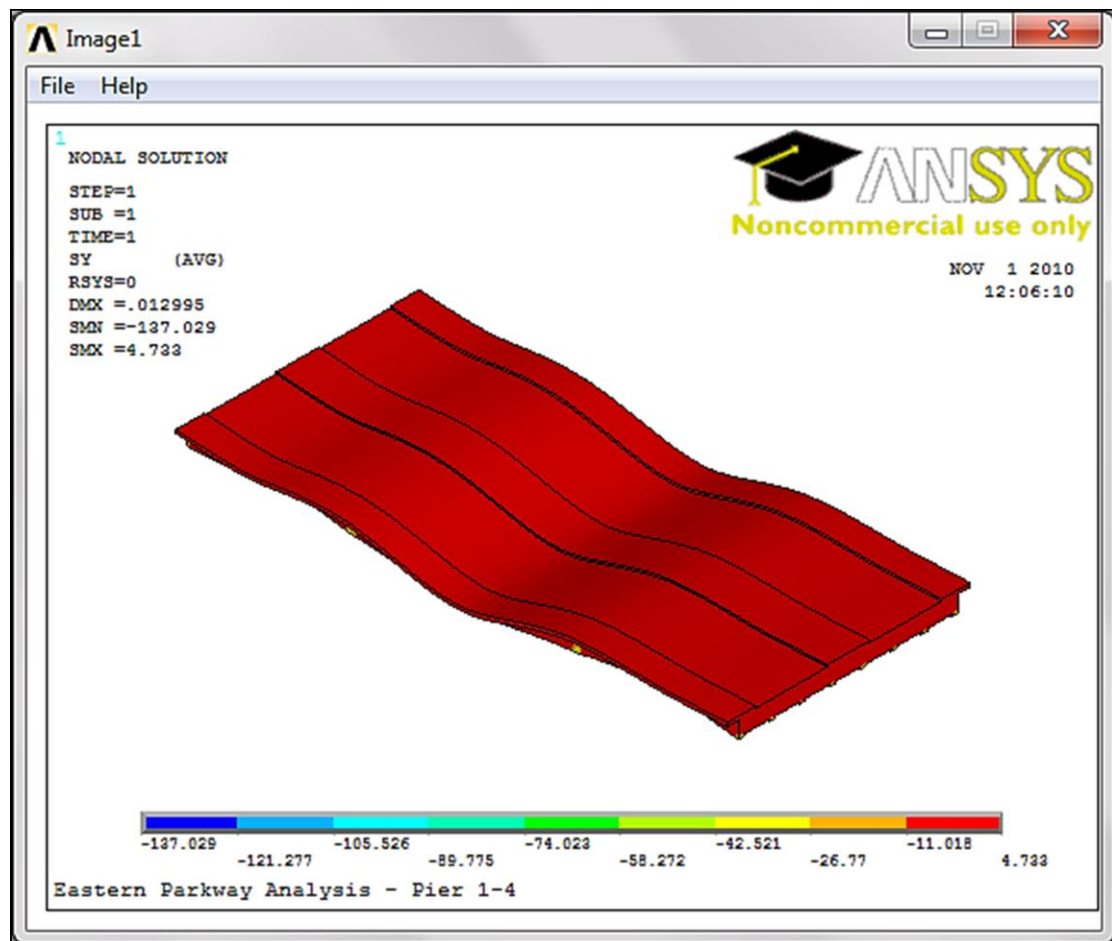 Image1
File Help
1
NODAL SOLUTION
STEP=1
SUB =1
TIME=1
SY (AVG)
RSYS=0
DMX =.012995
SMN =-137.029
SMX =4.733
ANSYS
Noncommercial use only
NOV 1 2010
12:06:10
-137.029 -105.526 -74.023 -42.521 -11.018
-121.277 -89.775 -58.272 -26.77 4.733
Eastern Parkway Analysis - Pier 1-4